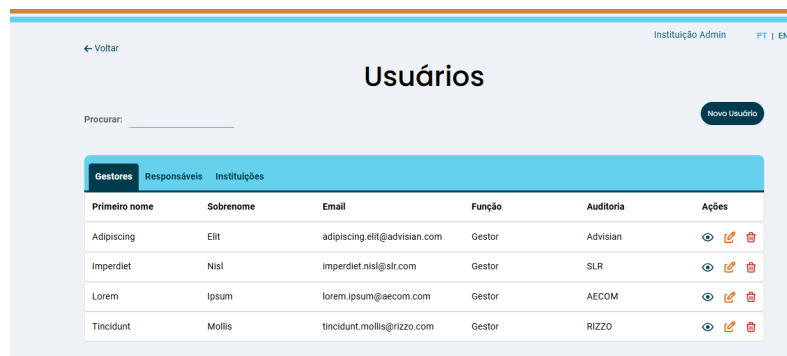 Instituição Admin PT | EN
← Voltar
Usuários
Procurar:
Novo Usuário
Gestores Responsáveis Instituições
Primeiro nome Sobrenome Email Função Auditoria Ações
Adipiscing Elit adipiscing.elit@advisian.com Gestor Advisian
Imperdiet Nisl imperdiet.nisl@slr.com Gestor SLR
Lorem Ipsum lorem.ipsum@aecom.com Gestor AECOM
Tincidunt Mollis tincidunt.mollis@rizzo.com Gestor RIZZO